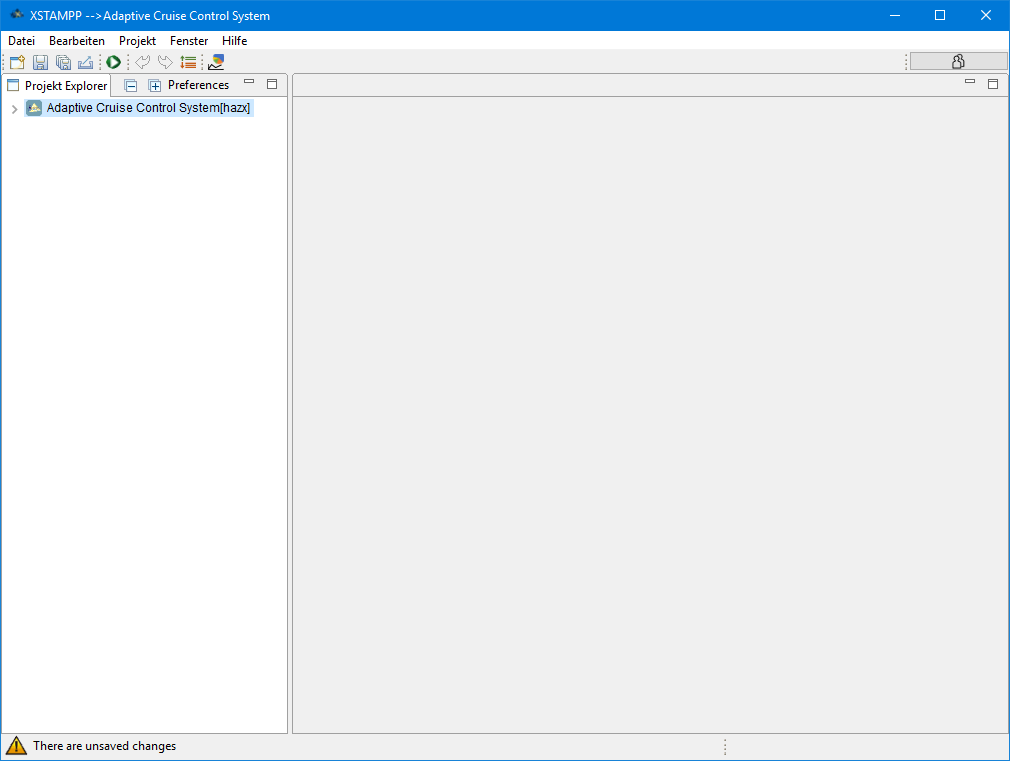 XSTAMPP -->Adaptive Cruise Control System
Datei Bearbeiten Projekt Fenster Hilfe
Projekt Explorer Preferences
Adaptive Cruise Control System[hazx]
There are unsaved changes